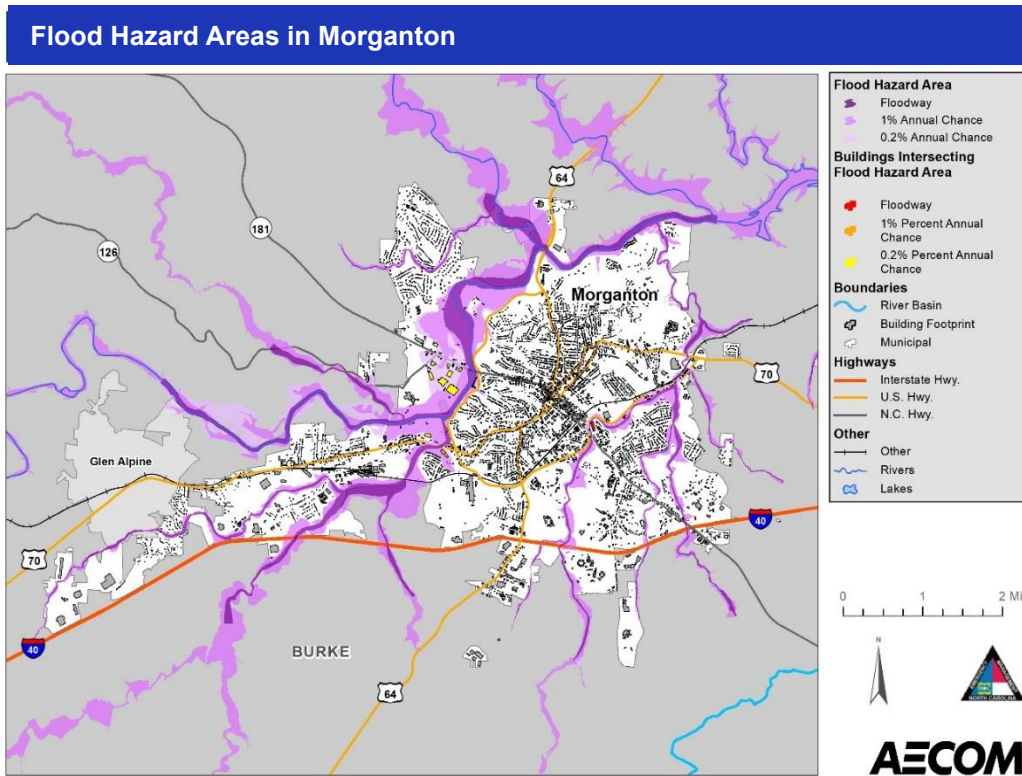 Flood Hazard Areas in Morganton
Flood Hazard Area
Floodway
1% Annual Chance
0.2% Annual Chance
Buildings Intersecting
Flood Hazard Area
Floodway
1% Percent Annual
Chance
0.2% Percent Annual
Chance
Boundaries
River Basin
Building Footprint
Municipal
Highways
Interstate Hwy.
U.S. Hwy.
N.C. Hwy.
Other
Other
Rivers
Lakes
64
181
126
Morganton
70
Glen Alpine
40
70
40
BURKE
64
0 1 2 Mi
N
NORTH CAROLINA
AECOM